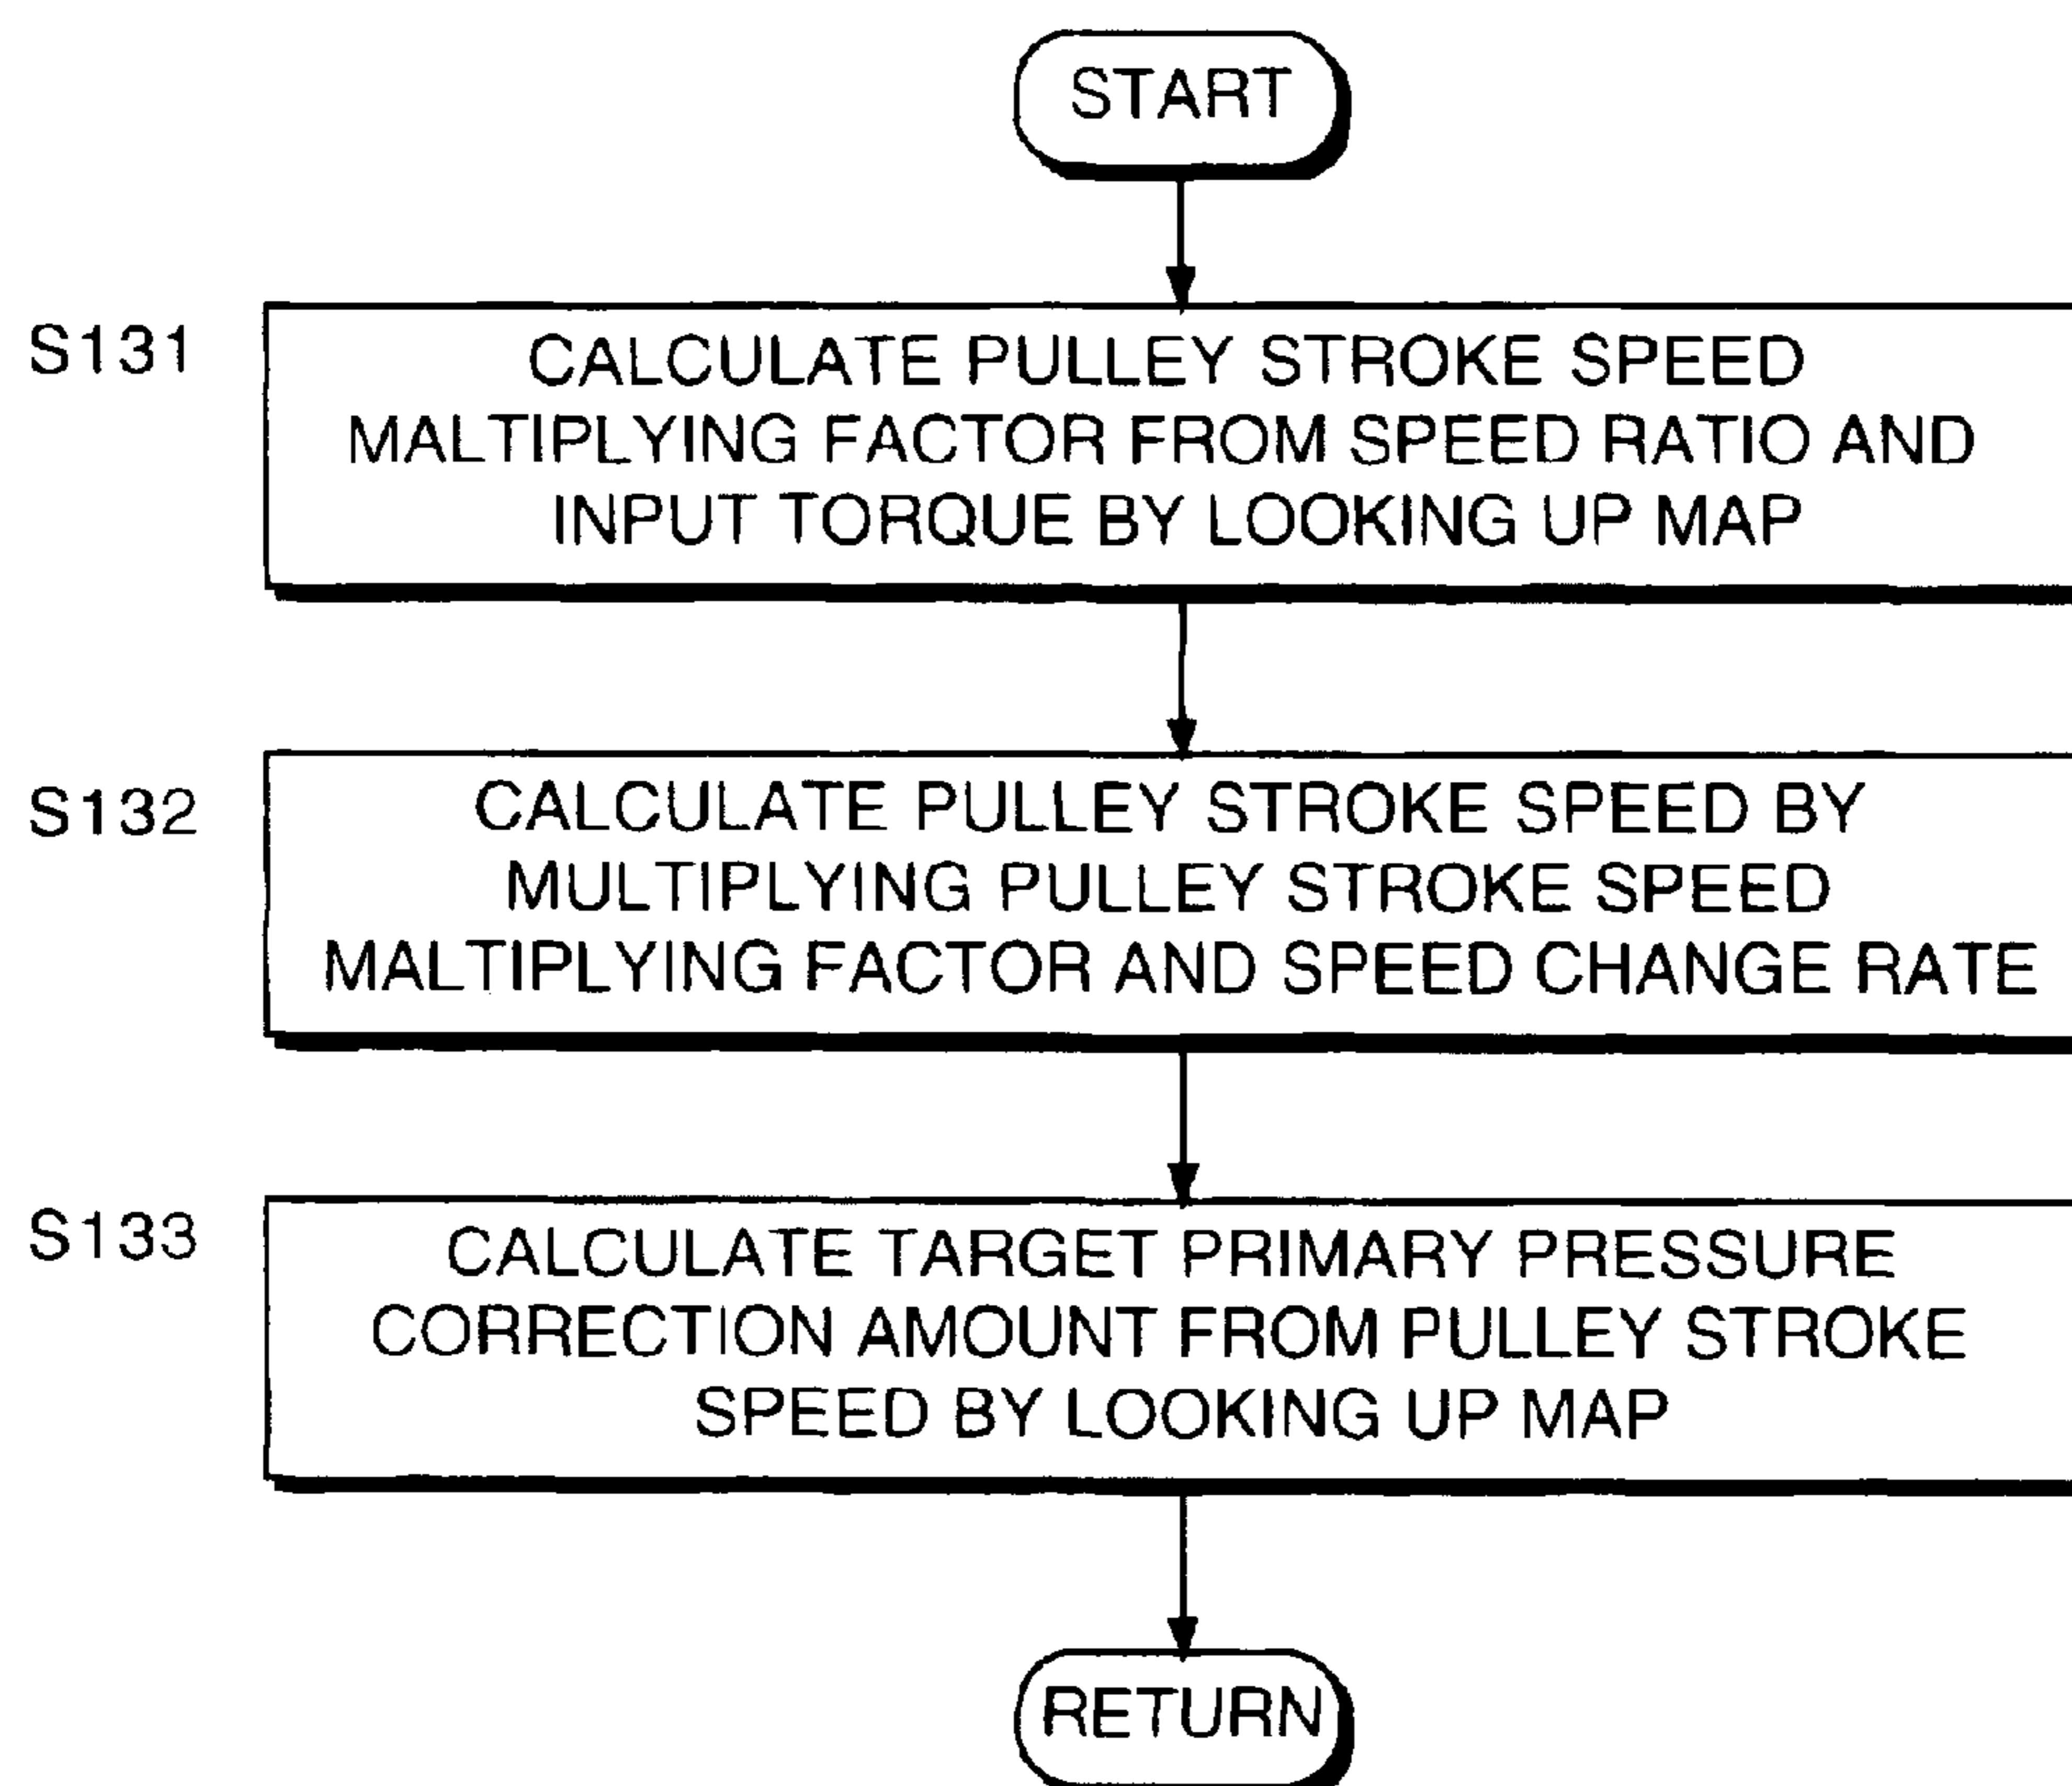 START
S131
CALCULATE PULLEY STROKE SPEED
MALTIPLYING FACTOR FROM SPEED RATIO AND
INPUT TORQUE BY LOOKING UP MAP
S132
CALCULATE PULLEY STROKE SPEED BY
MULTIPLYING PULLEY STROKE SPEED
MALTIPLYING FACTOR AND SPEED CHANGE RATE
S133
CALCULATE TARGET PRIMARY PRESSURE
CORRECTION AMOUNT FROM PULLEY STROKE
SPEED BY LOOKING UP MAP
RETURN